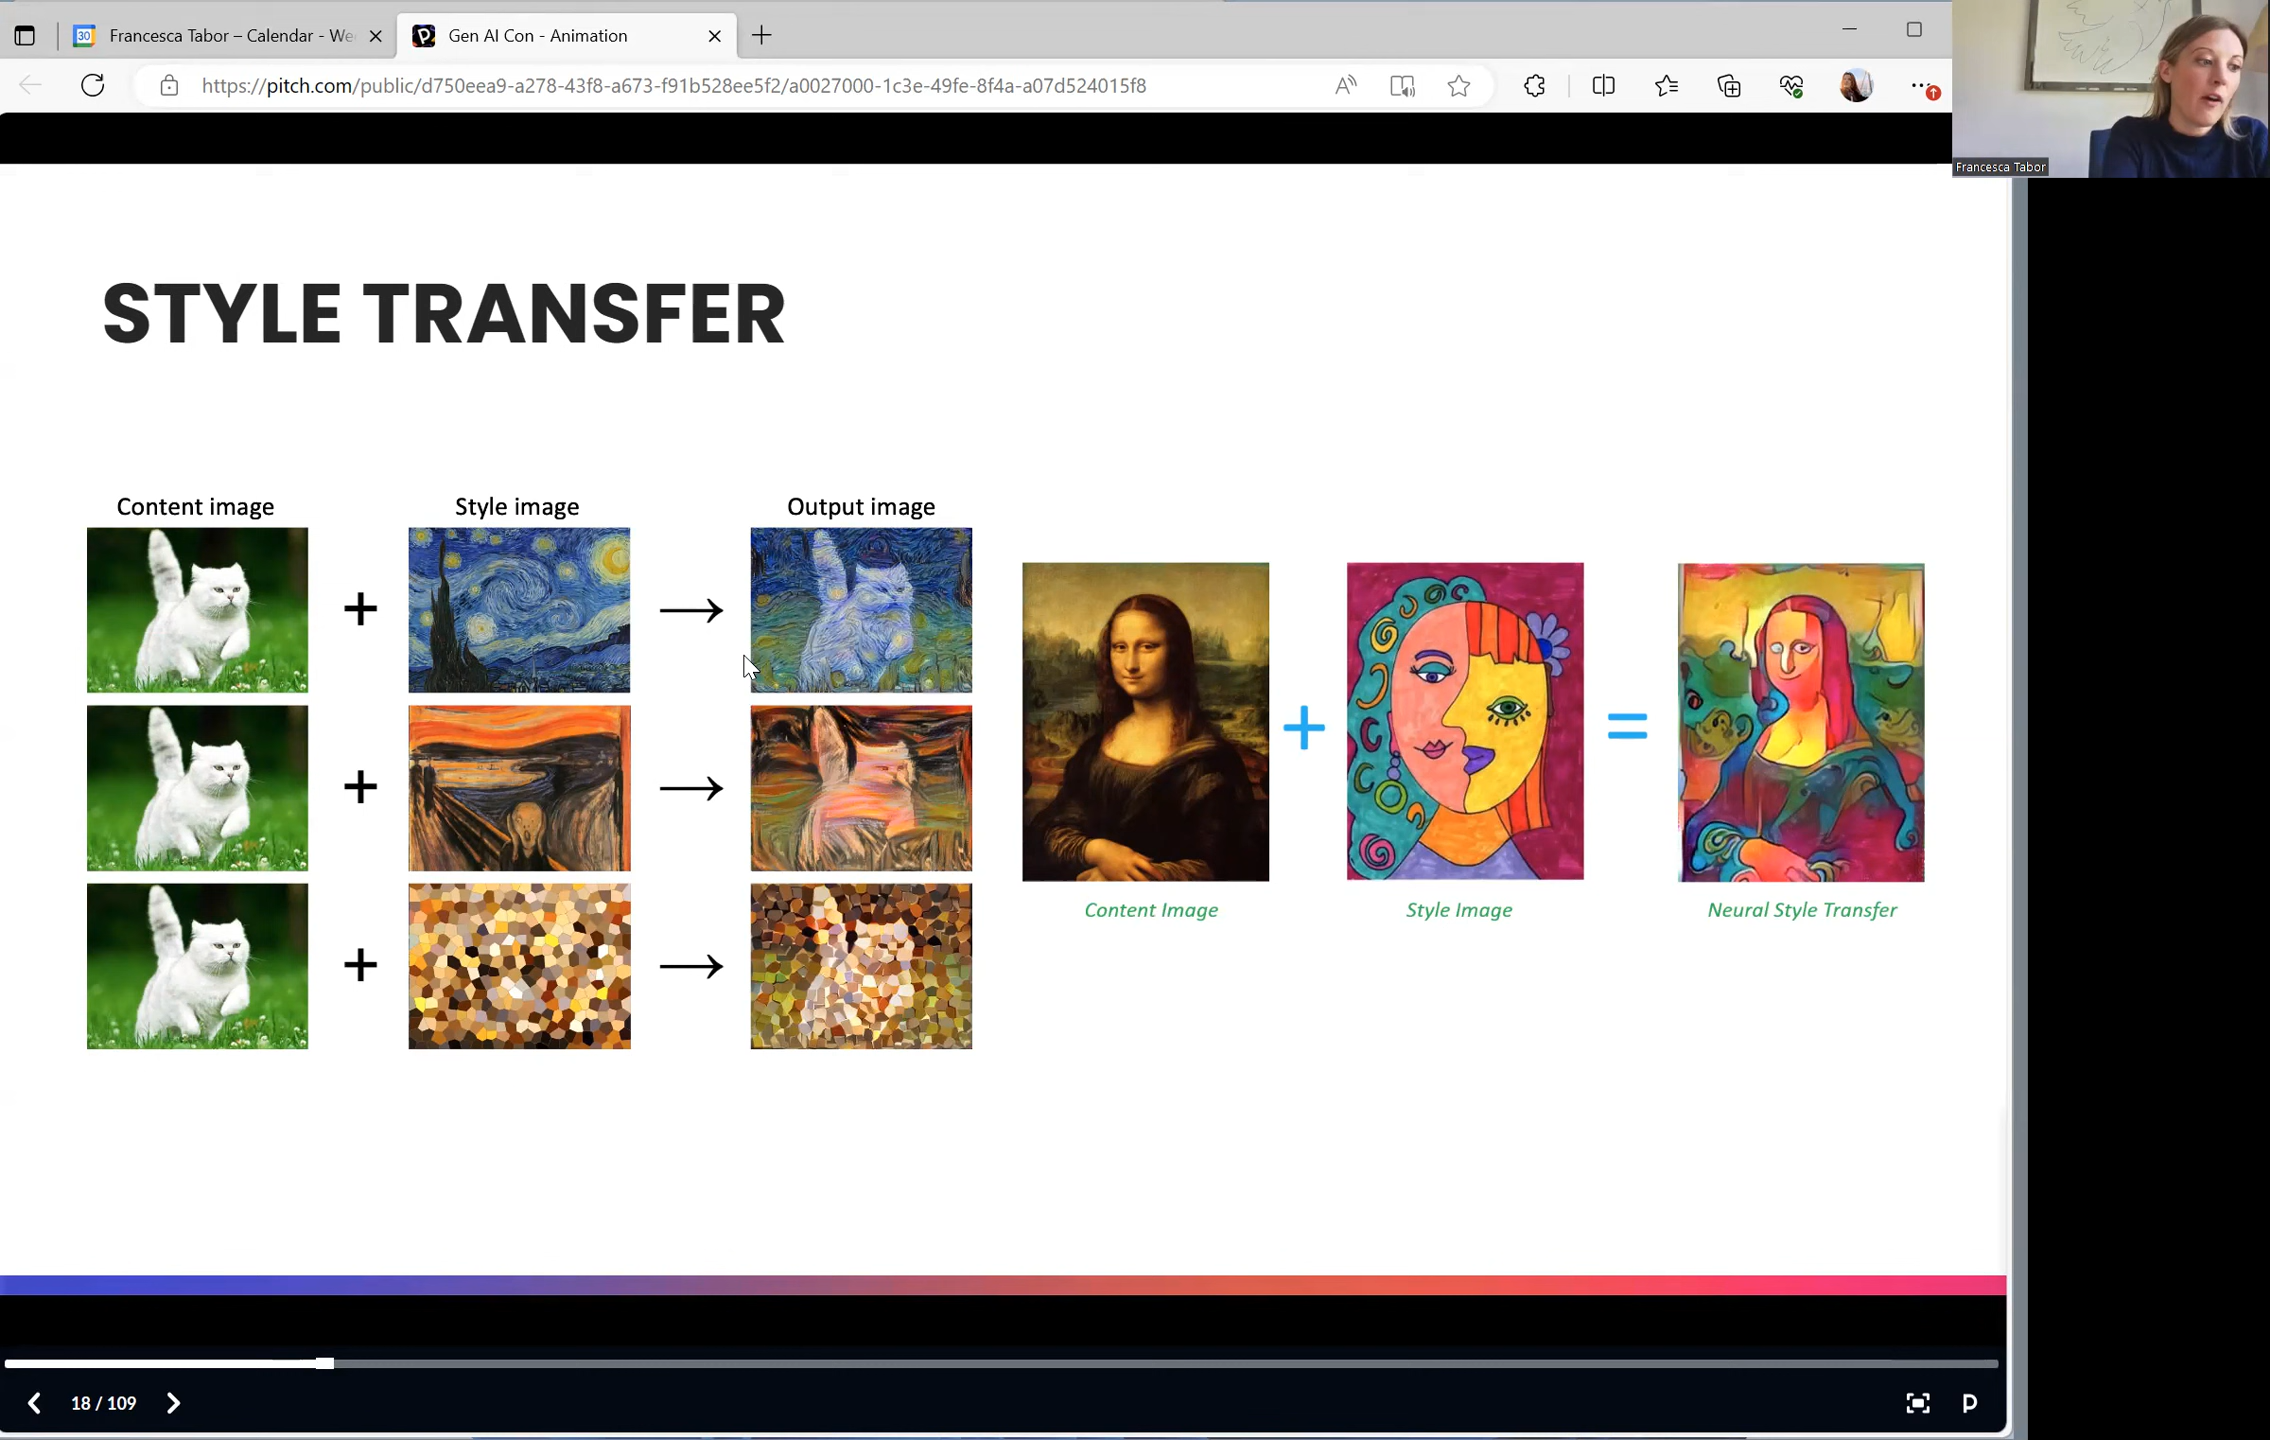 30 Francesca Tabor – Calendar - We
Gen AI Con - Animation
https://pitch.com/public/d750eea9-a278-43f8-a673-f91b528ee5f2/a0027000-1c3e-49fe-8f4a-a07d524015f8
Francesca Tabor
STYLE TRANSFER
Content image Style image Output image
Content Image Style Image Neural Style Transfer
18 / 109